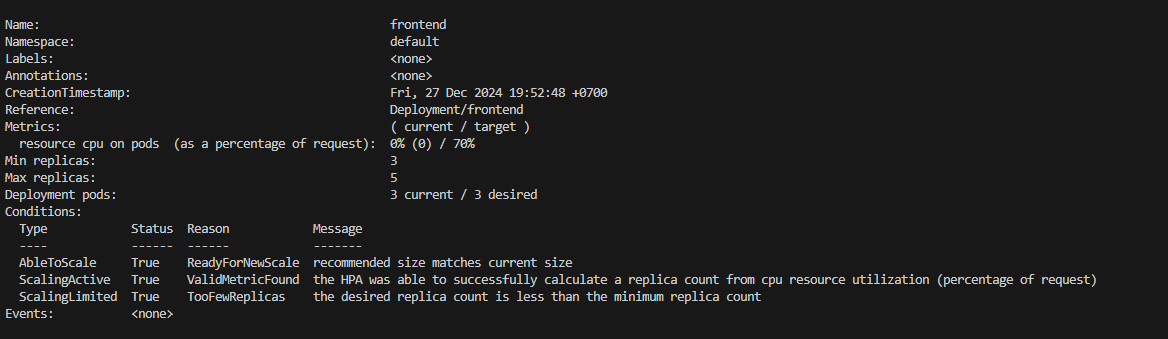 Name: frontend
Namespace: default
Labels: <none>
Annotations: <none>
CreationTimestamp: Fri, 27 Dec 2024 19:52:48 +0700
Reference: Deployment/frontend
Metrics: ( current / target )
resource cpu on pods (as a percentage of request): 0% (0) / 70%
Min replicas: 3
Max replicas: 5
Deployment pods: 3 current / 3 desired
Conditions:
Type Status Reason Message
---- ------ ------ -------
AbleToScale True ReadyForNewScale recommended size matches current size
ScalingActive True ValidMetricFound the HPA was able to successfully calculate a replica count from cpu resource utilization (percentage of request)
ScalingLimited True TooFewReplicas the desired replica count is less than the minimum replica count
Events: <none>